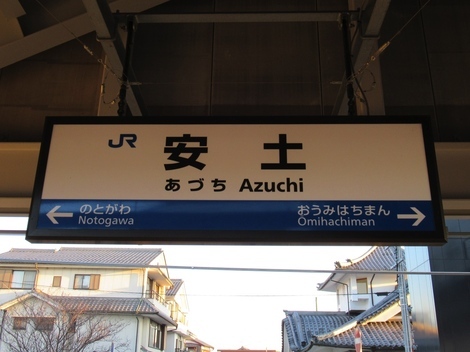 JR 安土
あづち Azuchi
のとがわ おうみはちまん
Notogawa Ōmihachiman